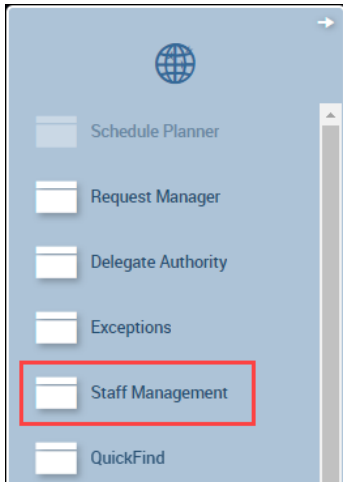 Schedule Planner
Request Manager
Delegate Authority
Exceptions
Staff Management
QuickFind